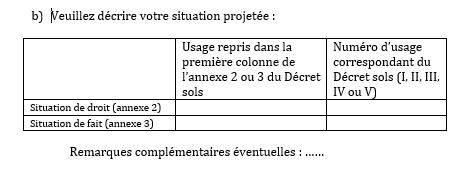 b) Veuillez décrire votre situation projetée :
Usage repris dans la
première colonne de
l'annexe 2 ou 3 du Décret
sols
Numéro d'usage
correspondant du
Décret sols (I, II, III,
IV ou V)
Situation de droit (annexe 2)
Situation de fait (annexe 3)
Remarques complémentaires éventuelles : ……